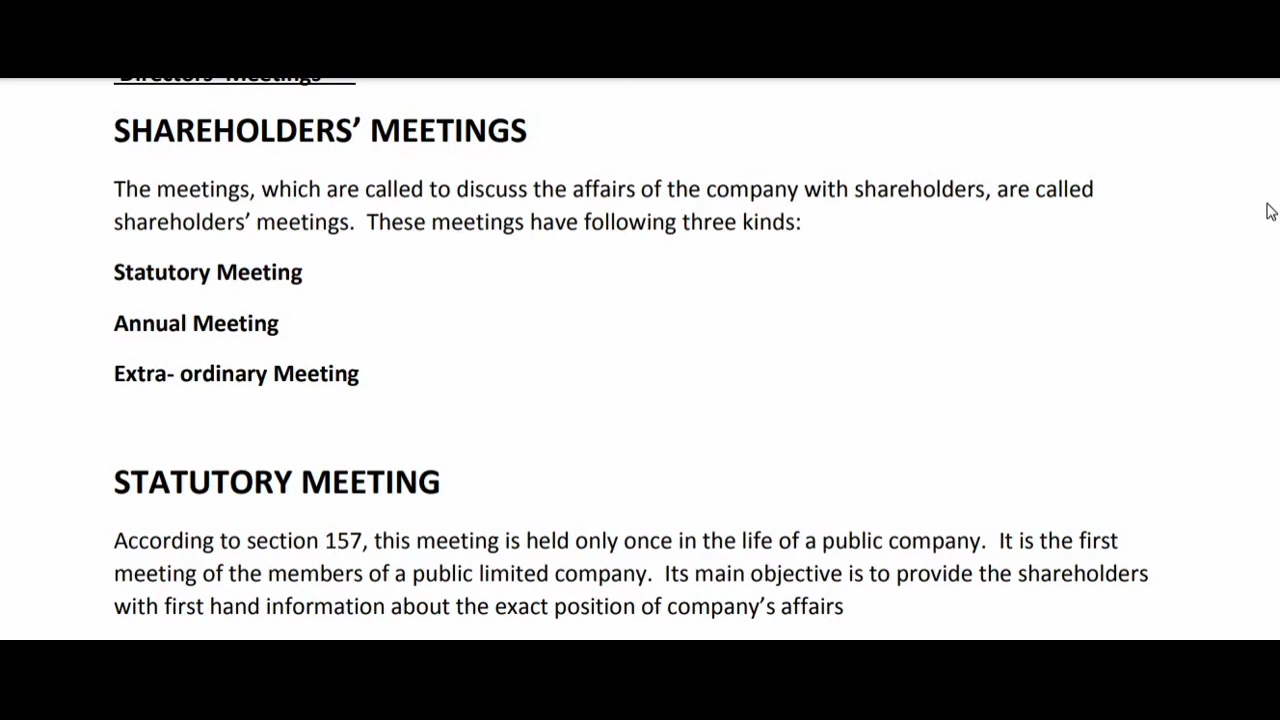 Directors' Meetings
SHAREHOLDERS’ MEETINGS
The meetings, which are called to discuss the affairs of the company with shareholders, are called
shareholders’ meetings.  These meetings have following three kinds:
Statutory Meeting
Annual Meeting
Extra- ordinary Meeting
STATUTORY MEETING
According to section 157, this meeting is held only once in the life of a public company.  It is the first
meeting of the members of a public limited company.  Its main objective is to provide the shareholders
with first hand information about the exact position of company’s affairs